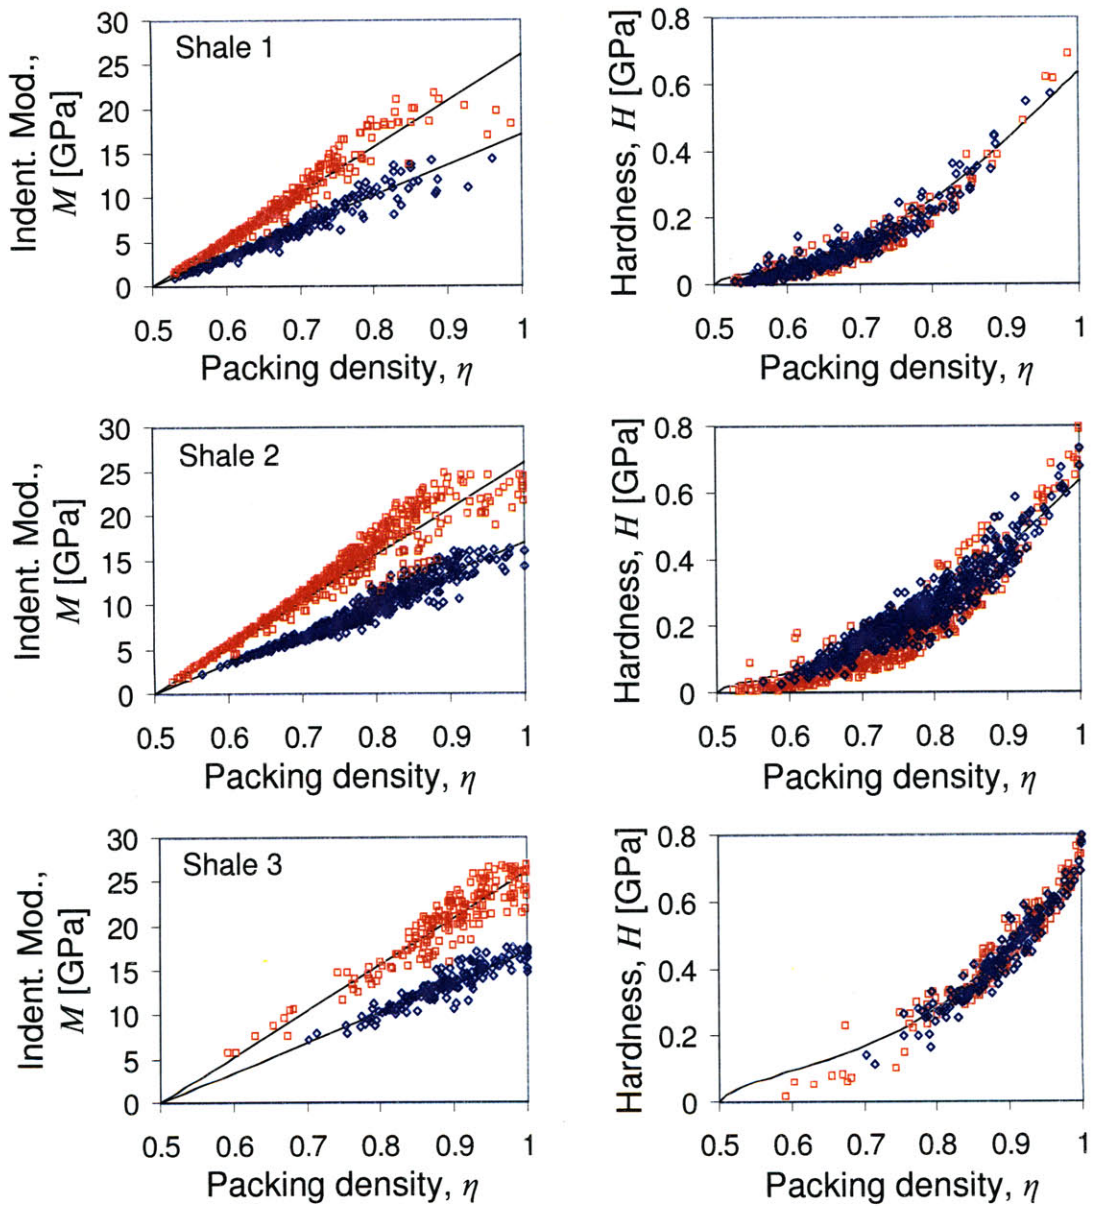 Shale 1
Indent. Mod.,
M [GPa]
30
25
20
15
10
5
0
0.5 0.6 0.7 0.8 0.9 1
Packing density, η
Hardness, H [GPa]
0.8
0.6
0.4
0.2
0
0.5 0.6 0.7 0.8 0.9 1
Packing density, η
Shale 2
Indent. Mod.,
M [GPa]
30
25
20
15
10
5
0
0.5 0.6 0.7 0.8 0.9 1
Packing density, η
Hardness, H [GPa]
0.8
0.6
0.4
0.2
0
0.5 0.6 0.7 0.8 0.9 1
Packing density, η
Shale 3
Indent. Mod.,
M [GPa]
30
25
20
15
10
5
0
0.5 0.6 0.7 0.8 0.9 1
Packing density, η
Hardness, H [GPa]
0.8
0.6
0.4
0.2
0
0.5 0.6 0.7 0.8 0.9 1
Packing density, η